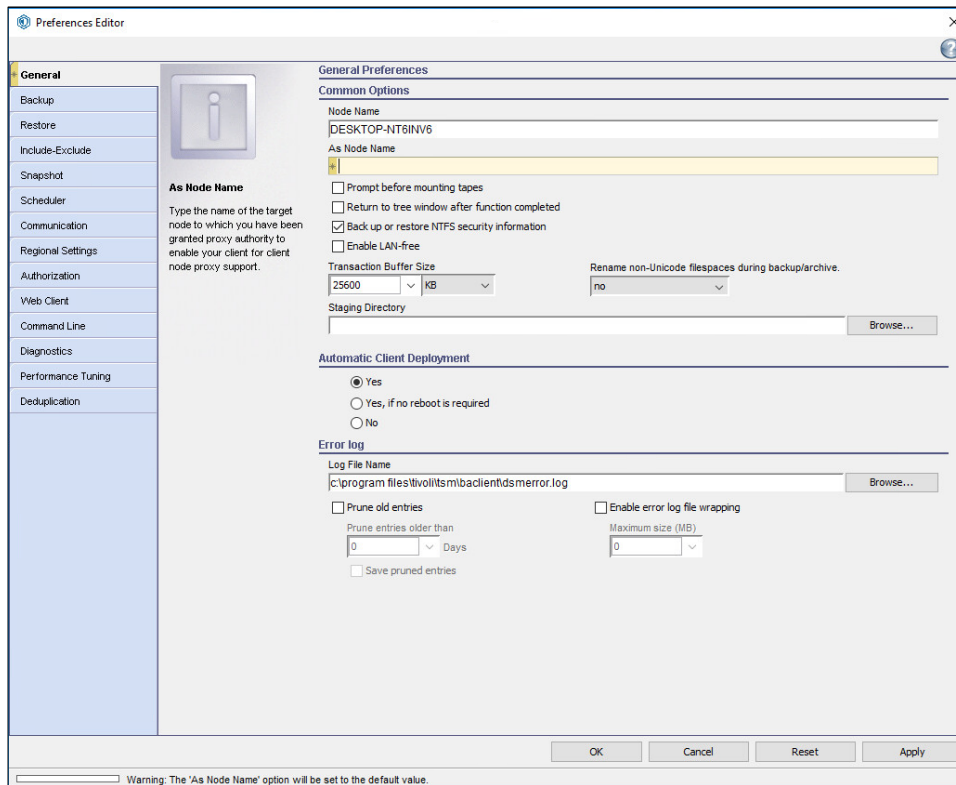 Preferences Editor
General
Backup
Restore
Include-Exclude
Snapshot
Scheduler
Communication
Regional Settings
Authorization
Web Client
Command Line
Diagnostics
Performance Tuning
Deduplication
As Node Name
Type the name of the target
node to which you have been
granted proxy authority to
enable your client for client
node proxy support.
General Preferences
Common Options
Node Name
DESKTOP-NT6INV6
As Node Name
Prompt before mounting tapes
Return to tree window after function completed
Back up or restore NTFS security information
Enable LAN-free
Transaction Buffer Size
Rename non-Unicode filespaces during backup/archive.
25600 KB
no
Staging Directory
Browse...
Automatic Client Deployment
Yes
Yes, if no reboot is required
No
Error log
Log File Name
c:\program files\tivoli\tsm\baclient\dsmerror.log
Browse...
Prune old entries
Enable error log file wrapping
Prune entries older than
Maximum size (MB)
0 Days
0
Save pruned entries
OK
Cancel
Reset
Apply
Warning: The 'As Node Name' option will be set to the default value.